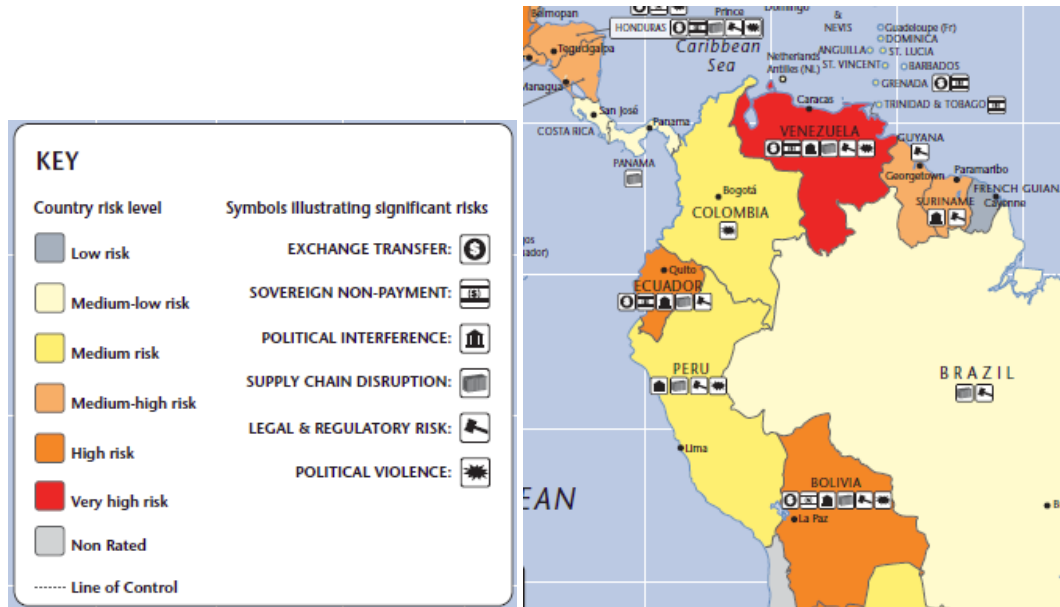 KEY
Country risk level
Symbols illustrating significant risks
Low risk
EXCHANGE TRANSFER:
Medium-low risk
SOVEREIGN NON-PAYMENT:
Medium risk
POLITICAL INTERFERENCE:
Medium-high risk
SUPPLY CHAIN DISRUPTION:
High risk
LEGAL & REGULATORY RISK:
Very high risk
POLITICAL VIOLENCE:
Non Rated
Line of Control
Belmopan
Prince
&
NEVIS
HONDURAS
Guadeloupe (Fr)
DOMINICA
Caribbean
Sea
Tegucigalpa
ANGUILLA
ST. LUCIA
Netherlands
Antilles (NL)
ST. VINCENT
BARBADOS
Managua
GRENADA
San José
Caracas
TRINIDAD & TOBAGO
COSTA RICA
Panama
VENEZUELA
GUYANA
PANAMA
Georgetown
Paramaribo
Bogotá
FRENCH GUIAN
COLOMBIA
SURINAME
Cayenne
Quito
ECUADOR
PERU
BRAZIL
Lima
BOLIVIA
EAN
La Paz